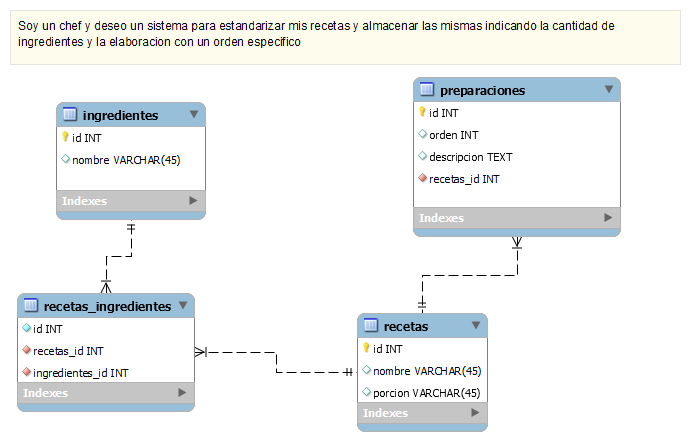 Soy un chef y deseo un sistema para estandarizar mis recetas y almacenar las mismas indicando la cantidad de
ingredientes y la elaboracion con un orden especifico
preparaciones
id INT
orden INT
descripcion TEXT
recetas_id INT
Indexes
ingredientes
id INT
nombre VARCHAR(45)
Indexes
recetas_ingredientes
id INT
recetas_id INT
ingredientes_id INT
Indexes
recetas
id INT
nombre VARCHAR(45)
porcion VARCHAR(45)
Indexes